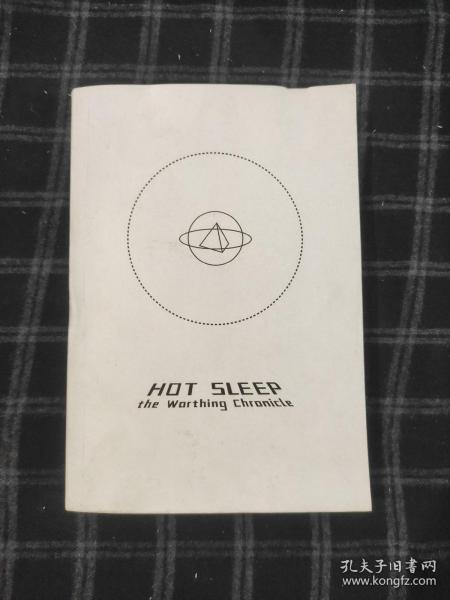 HOT SLEEP
the Worthing Chronicle
孔夫子旧书网
www.kongfz.com